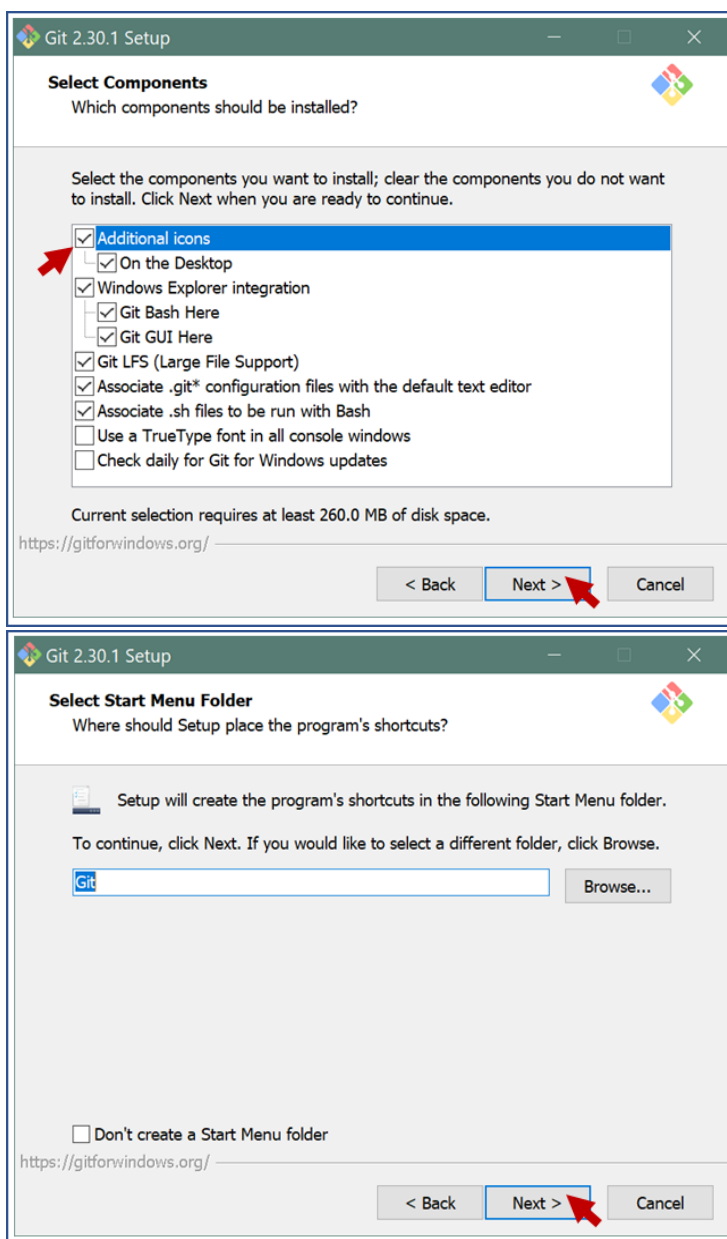 Git 2.30.1 Setup
Select Components
Which components should be installed?
Select the components you want to install; clear the components you do not want
to install. Click Next when you are ready to continue.
Additional icons
On the Desktop
Windows Explorer integration
Git Bash Here
Git GUI Here
Git LFS (Large File Support)
Associate .git* configuration files with the default text editor
Associate .sh files to be run with Bash
Use a TrueType font in all console windows
Check daily for Git for Windows updates
Current selection requires at least 260.0 MB of disk space.
https://gitforwindows.org/
< Back Next > Cancel
Git 2.30.1 Setup
Select Start Menu Folder
Where should Setup place the program's shortcuts?
Setup will create the program's shortcuts in the following Start Menu folder.
To continue, click Next. If you would like to select a different folder, click Browse.
Git Browse...
Don't create a Start Menu folder
https://gitforwindows.org/
< Back Next > Cancel